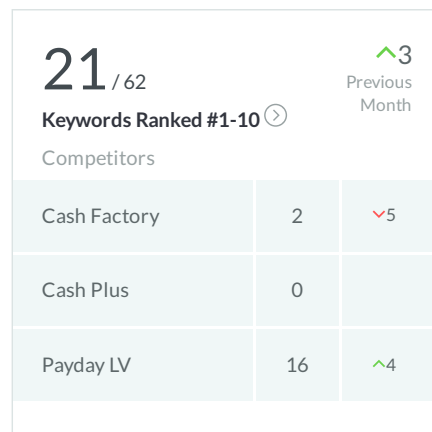 21 / 62
3
Previous
Month
Keywords Ranked #1-10
Competitors
Cash Factory 2 5
Cash Plus 0
Payday LV 16 4